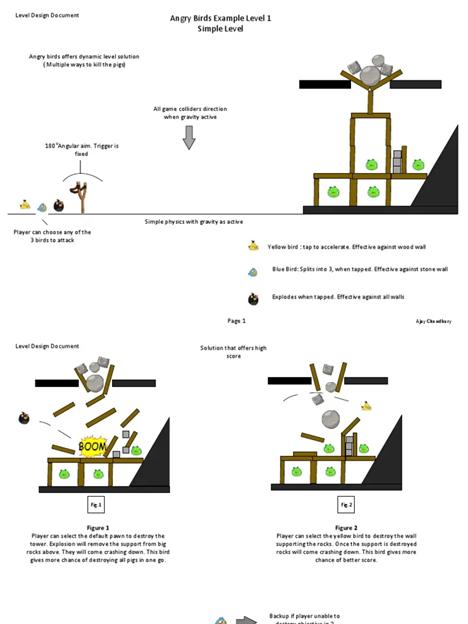 Level Design Document
Angry Birds Example Level 1
Simple Level
Angry birds offers dynamic level solution
( Multiple ways to kill the pigs)
All game colliders direction
when gravity active
180°Angular aim. Trigger is
fixed
Simple physics with gravity as active
Player can choose any of the
3 birds to attack
Yellow bird : tap to accelerate. Effective against wood wall
Blue Bird: Splits into 3, when tapped. Effective against stone wall
Explodes when tapped. Effective against all walls
Page 1
Ajay Chaudhary
Level Design Document
Solution that offers high
score
BOOM
Fig.1
Fig.2
Figure 1
Player can select the default pawn to destroy the
tower. Explosion will remove the support from big
rocks above. They will come crashing down. This bird
gives more chance of destroying all pigs in one go.
Figure 2
Player can select the yellow bird to destroy the wall
supporting the rocks. Once the support is destroyed
rocks will come crashing down. This bird gives more
chance of better score.
Backup if player unable to
destroy objective in 2